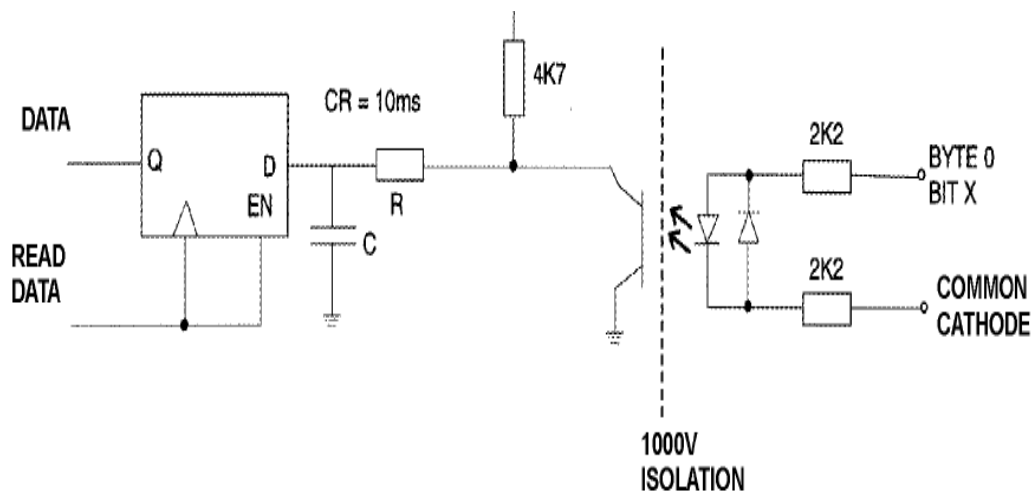 DATA
Q
D
EN
READ
DATA
CR = 10ms
R
C
4K7
2K2
BYTE 0
BIT X
2K2
COMMON
CATHODE
1000V
ISOLATION